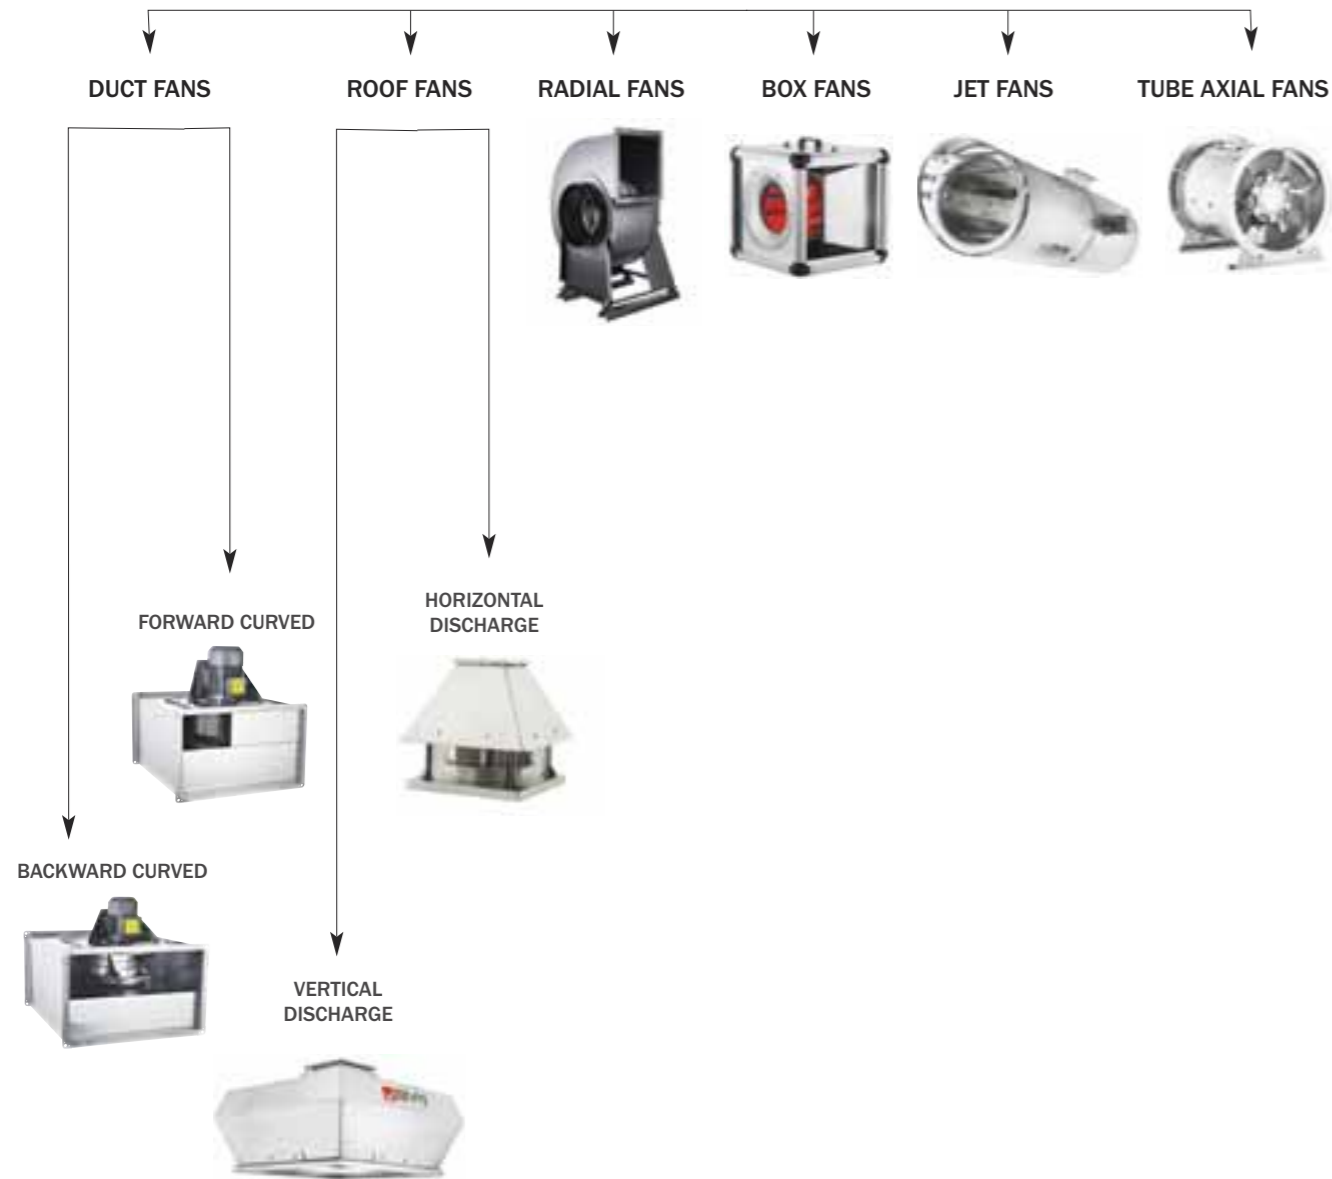 DUCT FANS
ROOF FANS
RADIAL FANS
BOX FANS
JET FANS
TUBE AXIAL FANS
FORWARD CURVED
HORIZONTAL
DISCHARGE
BACKWARD CURVED
VERTICAL
DISCHARGE